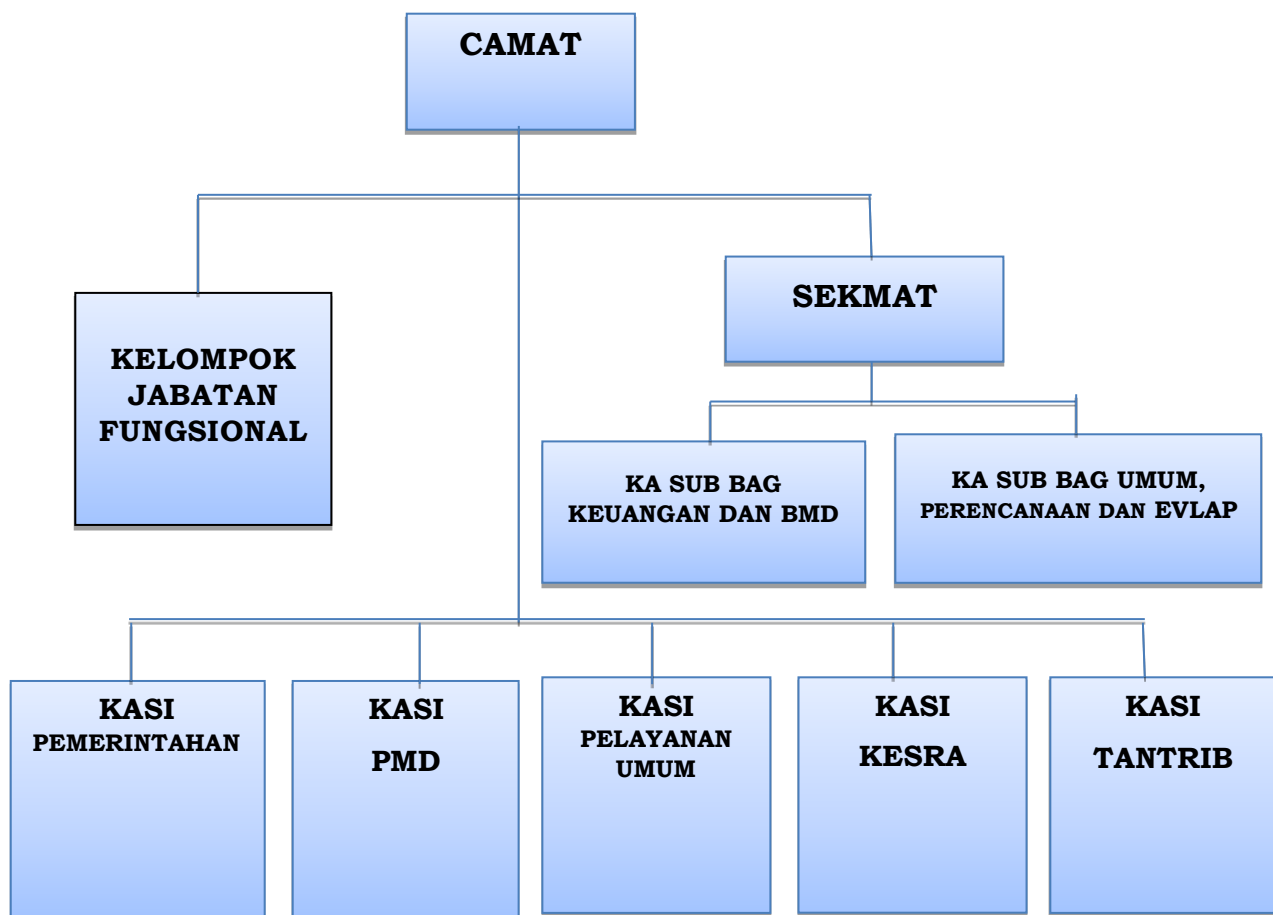 CAMAT
SEKMAT
KELOMPOK
JABATAN
FUNGSIONAL
KA SUB BAG
KEUANGAN DAN BMD
KA SUB BAG UMUM,
PERENCANAAN DAN EVLAP
KASI
PEMERINTAHAN
KASI
PMD
KASI
PELAYANAN
UMUM
KASI
KESRA
KASI
TANTRIB